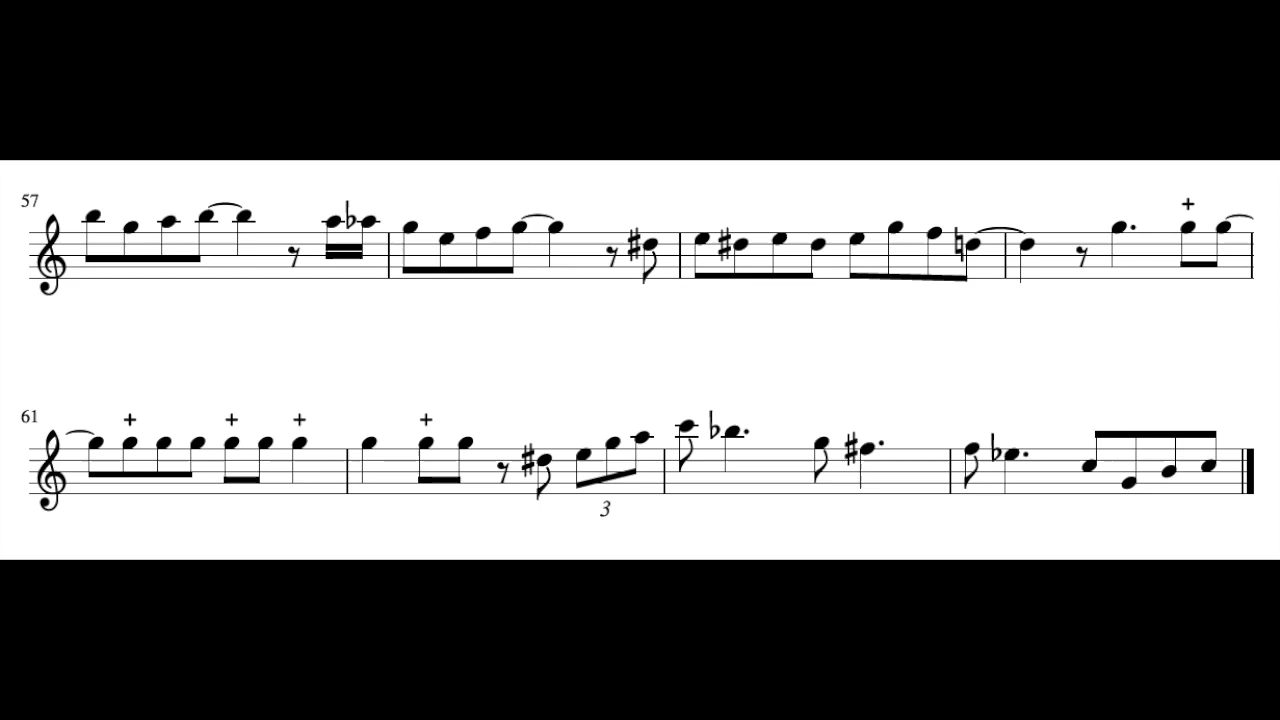 57
+
61
+ + + +
3